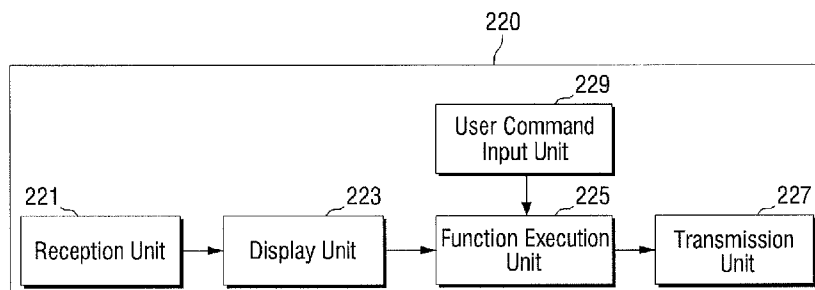 220
229
User Command
Input Unit
221
Reception Unit
223
Display Unit
225
Function Execution
Unit
227
Transmission
Unit